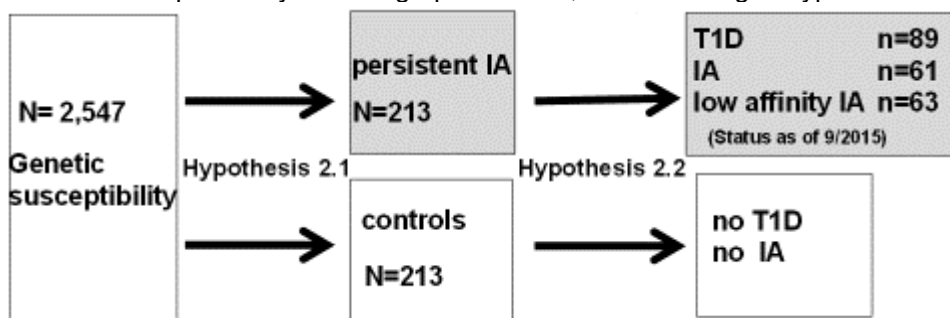 N= 2,547
Genetic
susceptibility
Hypothesis 2.1
persistent IA
N=213
controls
N=213
Hypothesis 2.2
T1D n=89
IA n=61
low affinity IA n=63
(Status as of 9/2015)
no T1D
no IA